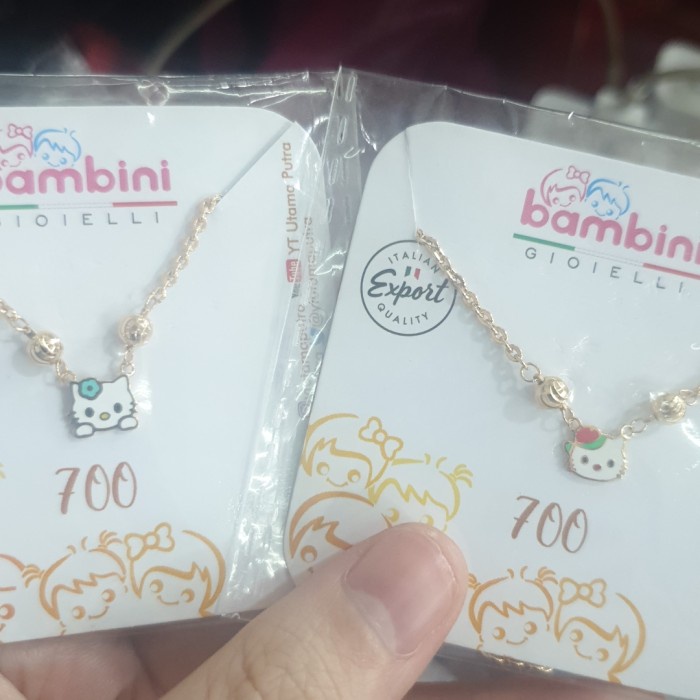 bambini
GIOIELLI
YT Utama Putra
700
bambini
GIOIELLI
ITALIAN
Export
QUALITY
700